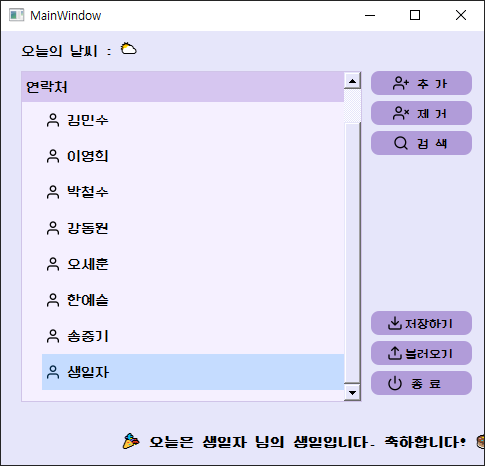 MainWindow
오늘의 날씨 :
연락처
김민수
이영희
박철수
강동원
오세훈
한예슬
송중기
생일자
추 가
제 거
검 색
저장하기
불러오기
종 료
오늘은 생일자 님의 생일입니다. 축하합니다!